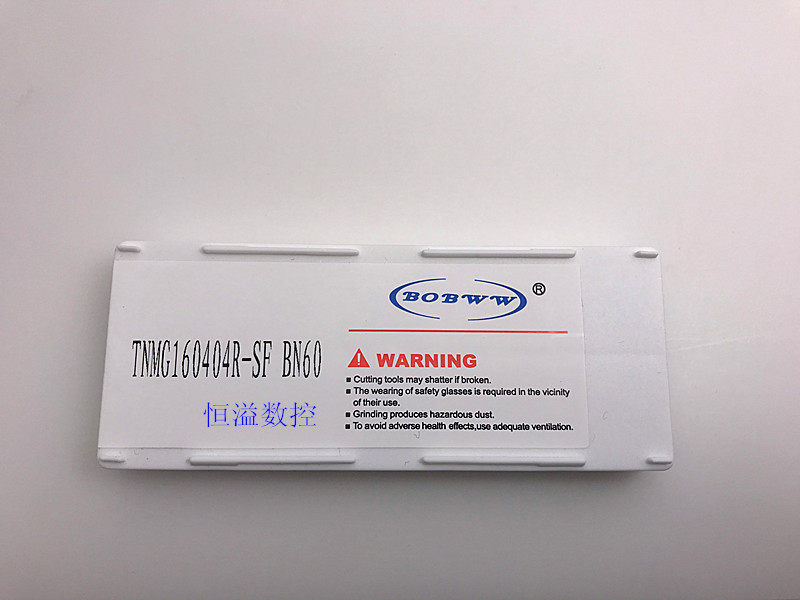 BOBWW®
TNMG160404R-SF BN60
恒溢数控
WARNING
■ Cutting tools may shatter if broken.
■ The wearing of safety glasses is required in the vicinity
of their use.
■ Grinding produces hazardous dust.
■ To avoid adverse health effects,use adequate ventilation.